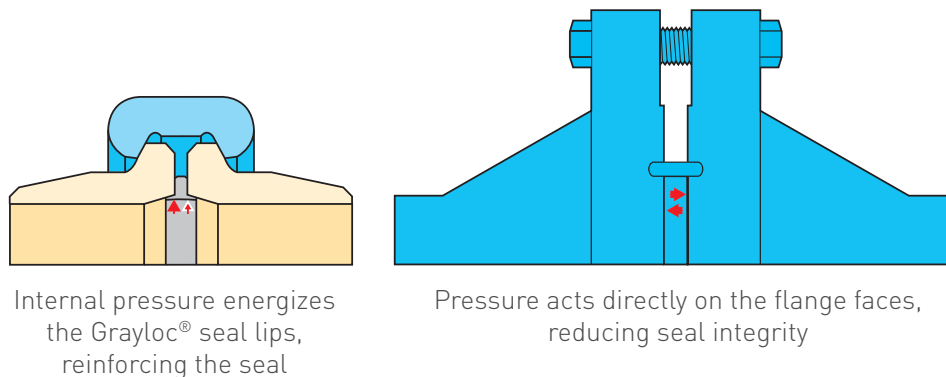 Internal pressure energizes
the Grayloc® seal lips,
reinforcing the seal
Pressure acts directly on the flange faces,
reducing seal integrity